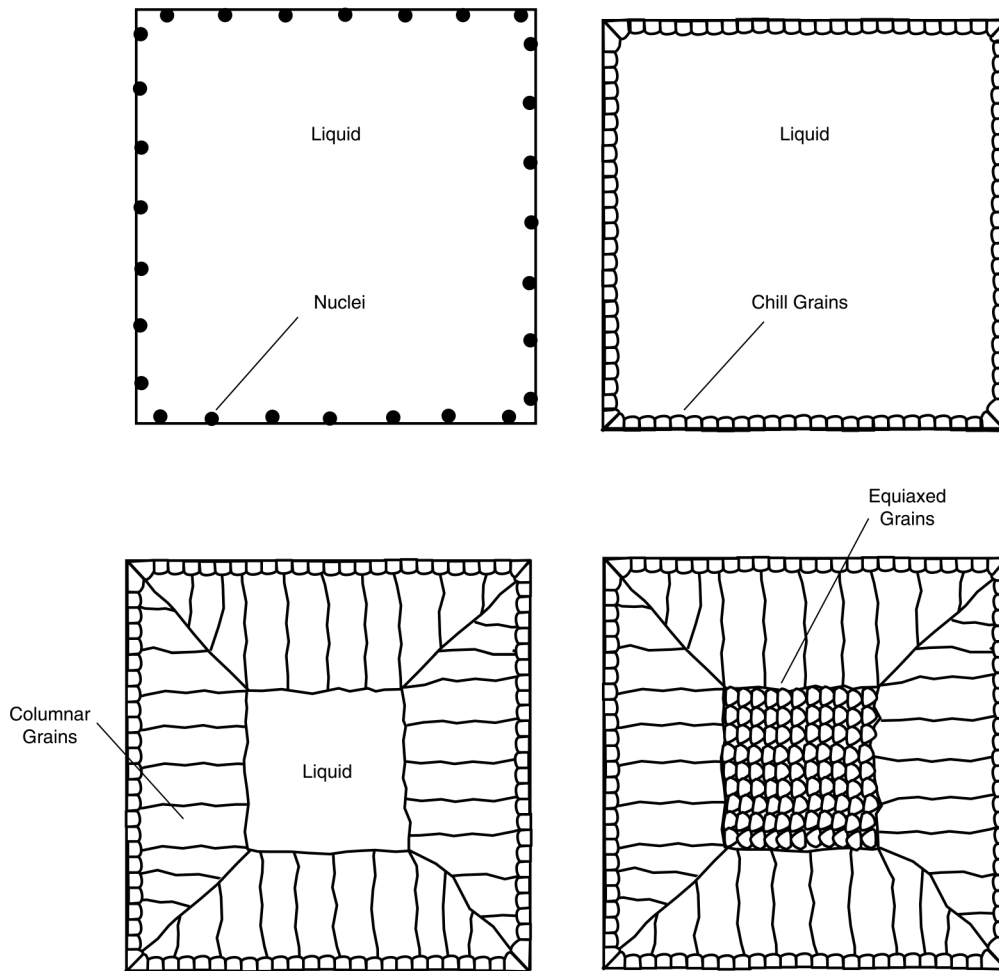 Liquid
Nuclei
Liquid
Chill Grains
Columnar
Grains
Liquid
Equiaxed
Grains